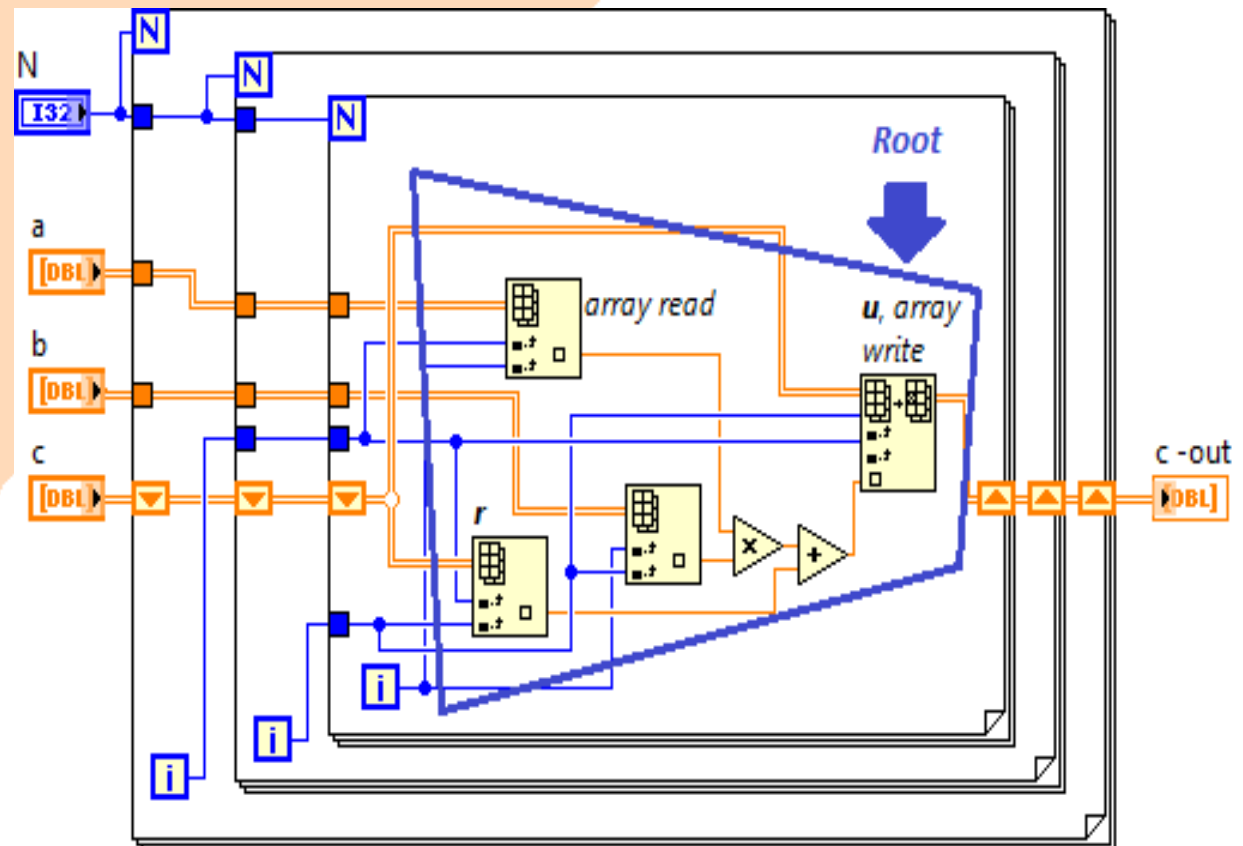 N
N
N
I32
N
Root
a
[DBL]
array read
u, array
write
b
[DBL]
c
[DBL]
c -out
[DBL]
r
x
+
i
i
i